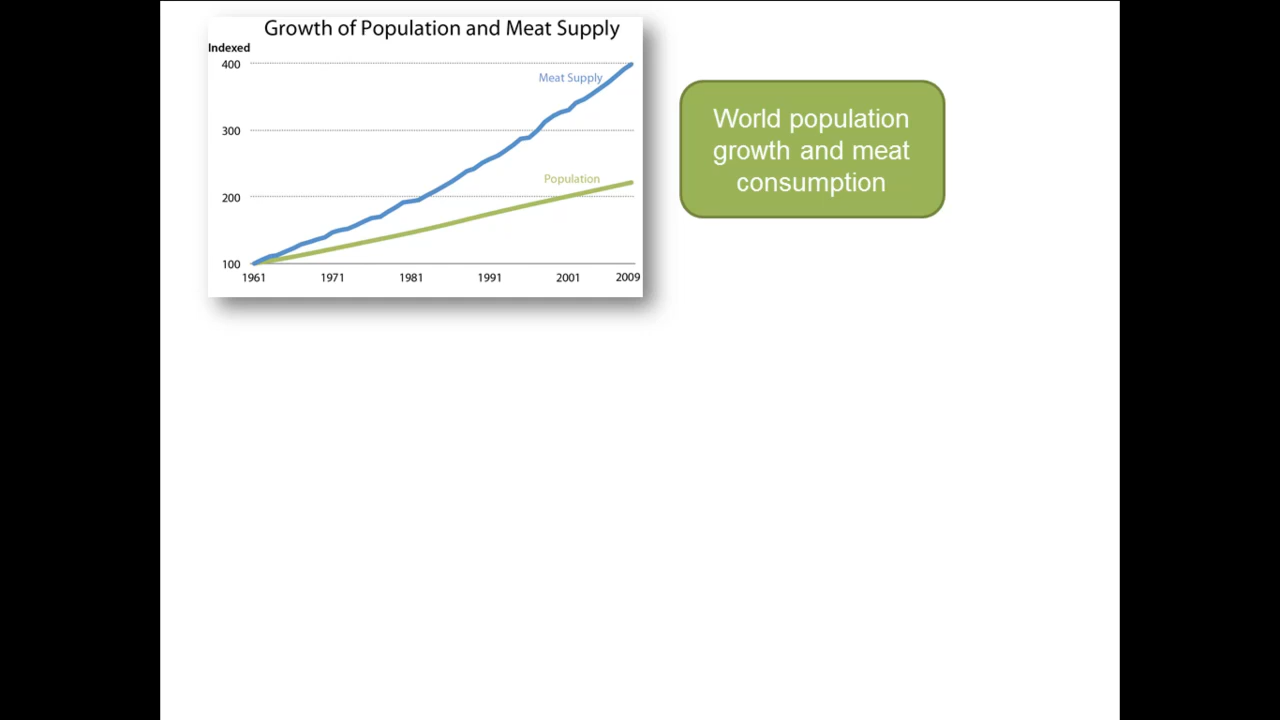 Growth of Population and Meat Supply
Indexed
400
Meat Supply
300
Population
200
100
1961 1971 1981 1991 2001 2009
World population
growth and meat
consumption